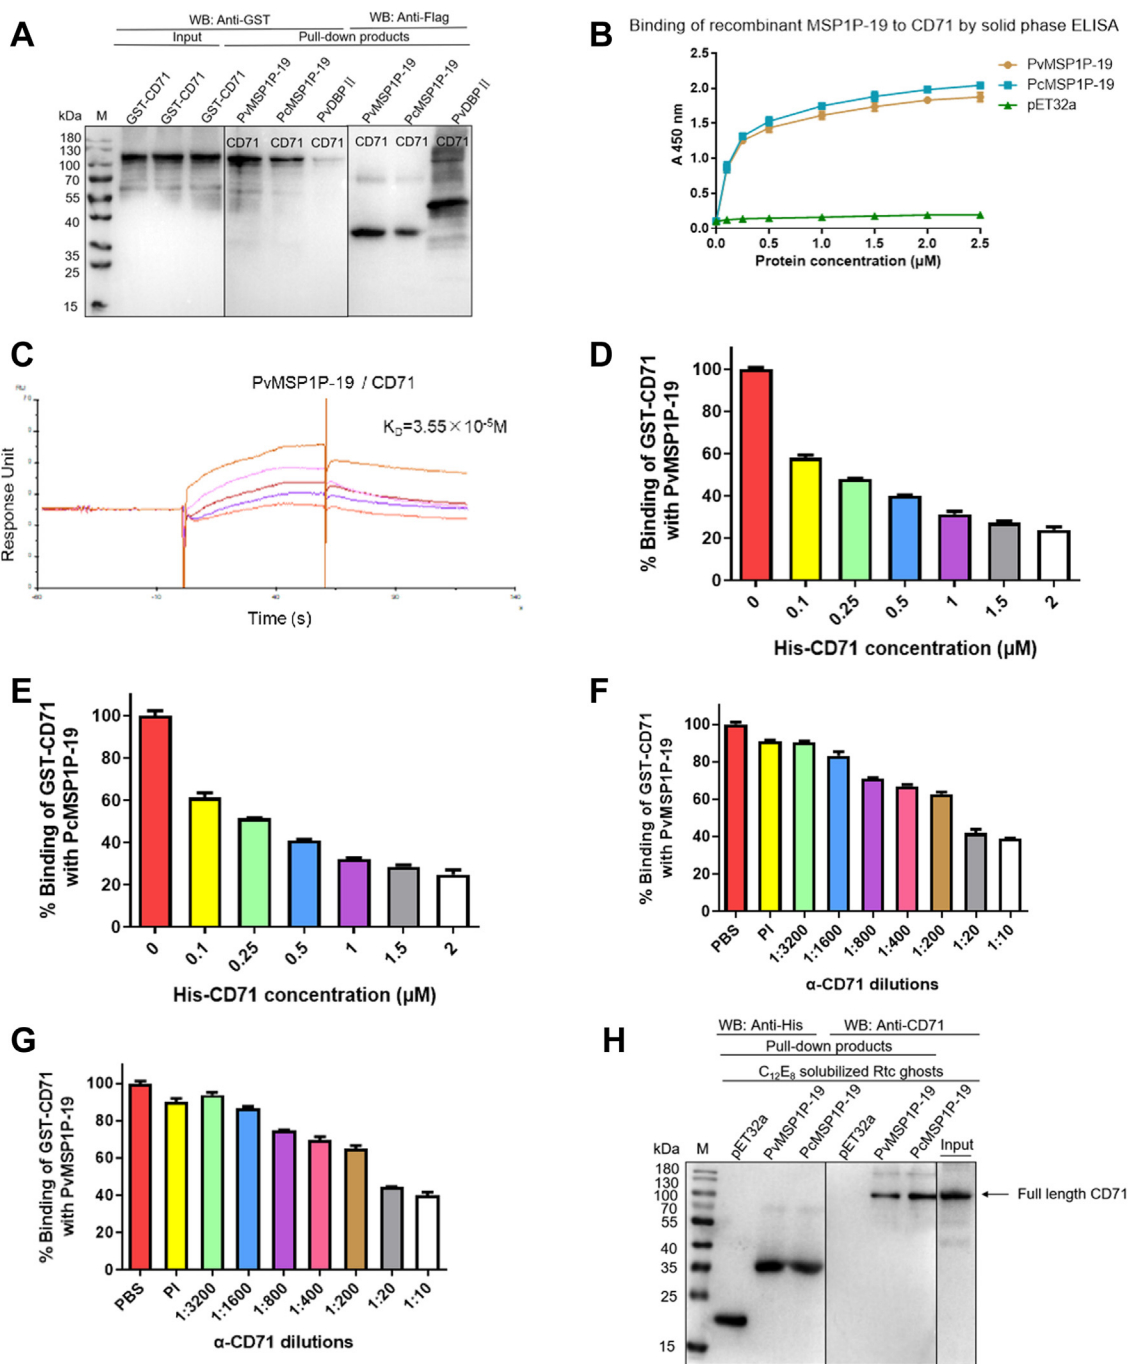 A
WB: Anti-GST
WB: Anti-Flag
Input
Pull-down products
kDa
M
GST-CD71
GST-CD71
GST-CD71
PvMSP1P-19
PcMSP1P-19
PvDBPⅡ
PvMSP1P-19
PcMSP1P-19
PvDBPⅡ
CD71
CD71
CD71
CD71
CD71
CD71
180
130
100
70
55
40
35
25
15
B
Binding of recombinant MSP1P-19 to CD71 by solid phase ELISA
A 450 nm
2.5
2.0
1.5
1.0
0.5
0.0
0.0 0.5 1.0 1.5 2.0 2.5
Protein concentration (μM)
PvMSP1P-19
PcMSP1P-19
pET32a
C
PvMSP1P-19 / CD71
K_D=3.55×10⁻⁵M
Response Unit
Time (s)
D
% Binding of GST-CD71
with PvMSP1P-19
100
80
60
40
20
0
0 0.1 0.25 0.5 1 1.5 2
His-CD71 concentration (μM)
E
% Binding of GST-CD71
with PcMSP1P-19
100
80
60
40
20
0
0 0.1 0.25 0.5 1 1.5 2
His-CD71 concentration (μM)
F
% Binding of GST-CD71
with PvMSP1P-19
100
80
60
40
20
0
PBS PI 1:3200 1:1600 1:800 1:400 1:200 1:20 1:10
α-CD71 dilutions
G
% Binding of GST-CD71
with PvMSP1P-19
100
80
60
40
20
0
PBS PI 1:3200 1:1600 1:800 1:400 1:200 1:20 1:10
α-CD71 dilutions
H
WB: Anti-His
WB: Anti-CD71
Pull-down products
C₁₂E₈ solubilized Rtc ghosts
kDa
M
pET32a
PvMSP1P-19
PcMSP1P-19
pET32a
PvMSP1P-19
PcMSP1P-19
Input
180
130
100
70
55
40
35
25
15
Full length CD71